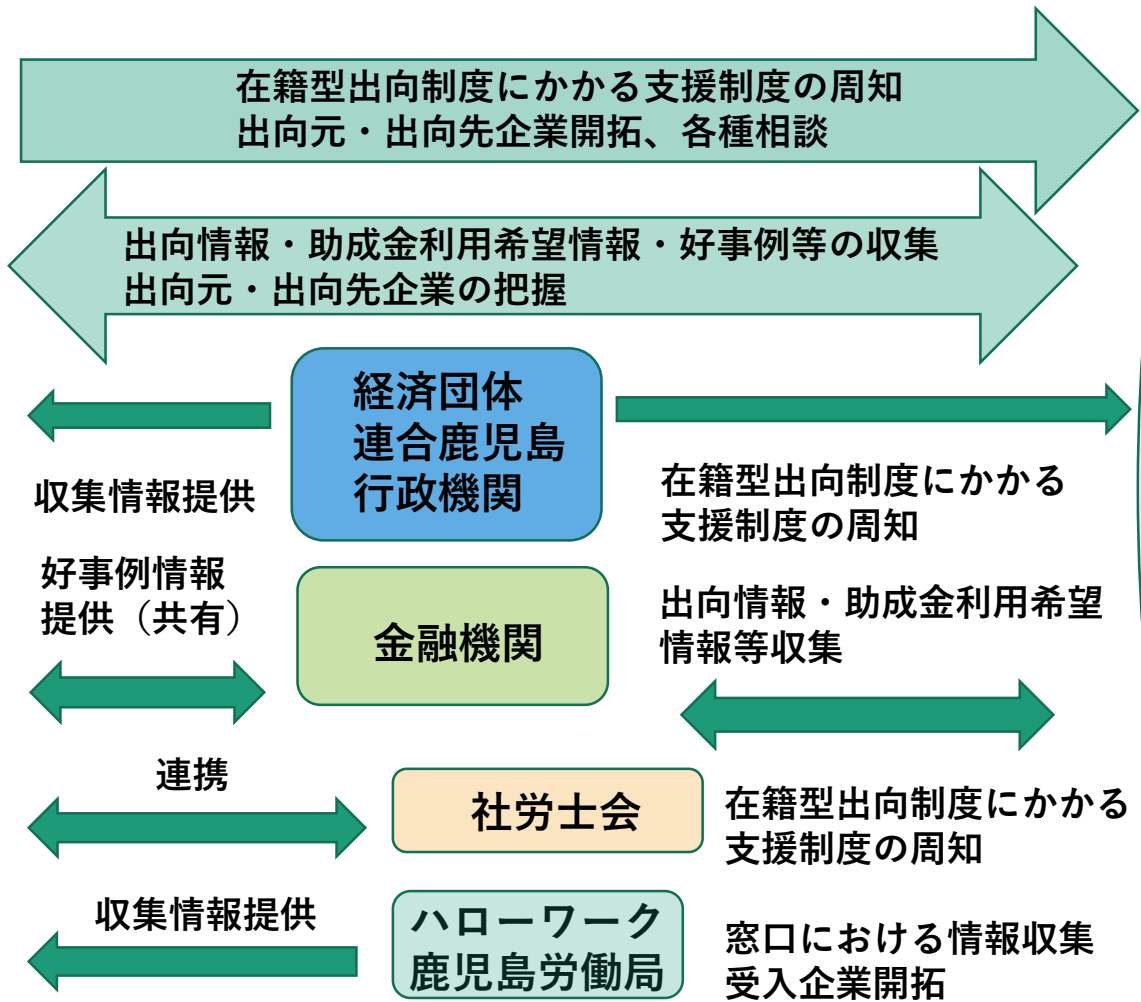 在籍型出向制度にかかる支援制度の周知
出向元・出向先企業開拓、各種相談
出向情報・助成金利用希望情報・好事例等の収集
出向元・出向先企業の把握
経済団体
連合鹿児島
行政機関
収集情報提供
在籍型出向制度にかかる
支援制度の周知
好事例情報
提供（共有）
金融機関
出向情報・助成金利用希望
情報等収集
連携
社労士会
在籍型出向制度にかかる
支援制度の周知
収集情報提供
ハローワーク
鹿児島労働局
窓口における情報収集
受入企業開拓